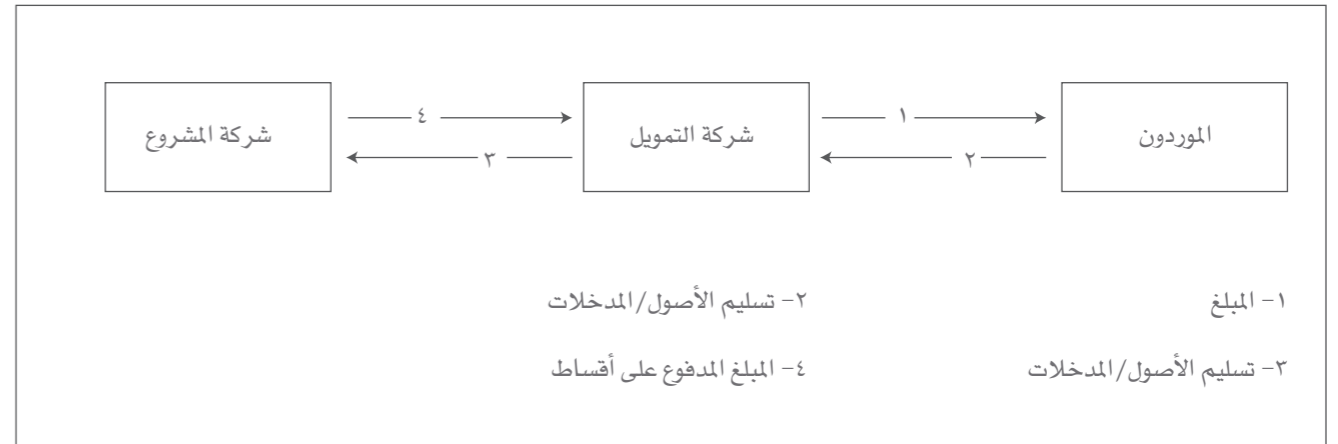 الموردون
شركة التمويل
شركة المشروع
١
٢
٤
٣
١- المبلغ
٢- تسليم الأصول/المدخلات
٣- تسليم الأصول/المدخلات
٤- المبلغ المدفوع على أقساط